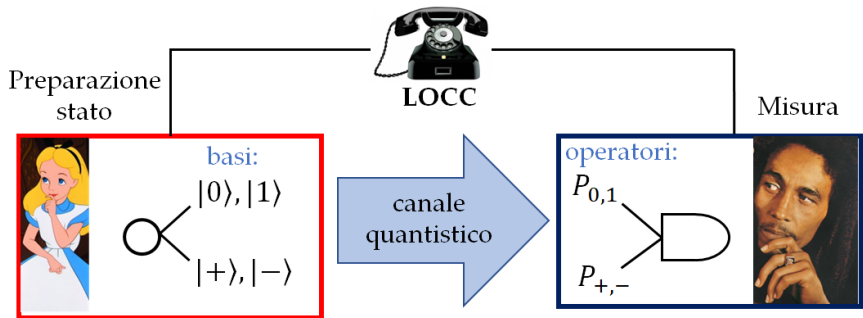 LOCC
Preparazione
stato
Misura
basi:
|0⟩,|1⟩
|+⟩,|−⟩
canale
quantistico
operatori:
P₀,₁
P₊,₋